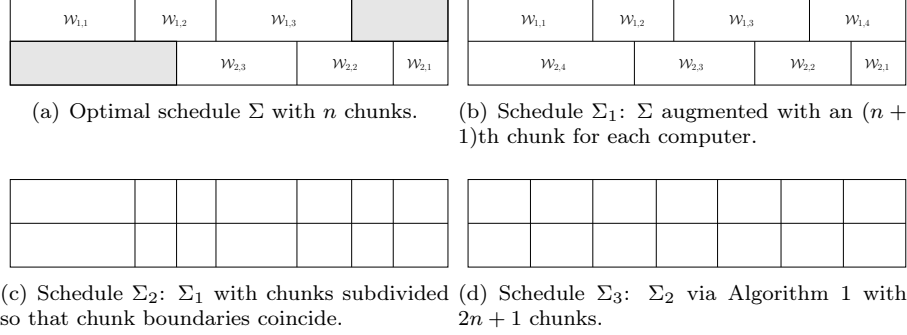 𝒲1,1 𝒲1,2 𝒲1,3
𝒲2,3 𝒲2,2 𝒲2,1
(a) Optimal schedule Σ with n chunks.
𝒲1,1 𝒲1,2 𝒲1,3 𝒲1,4
𝒲2,4 𝒲2,3 𝒲2,2 𝒲2,1
(b) Schedule Σ1: Σ augmented with an (n +
1)th chunk for each computer.
(c) Schedule Σ2: Σ1 with chunks subdivided
so that chunk boundaries coincide.
(d) Schedule Σ3: Σ2 via Algorithm 1 with
2n + 1 chunks.